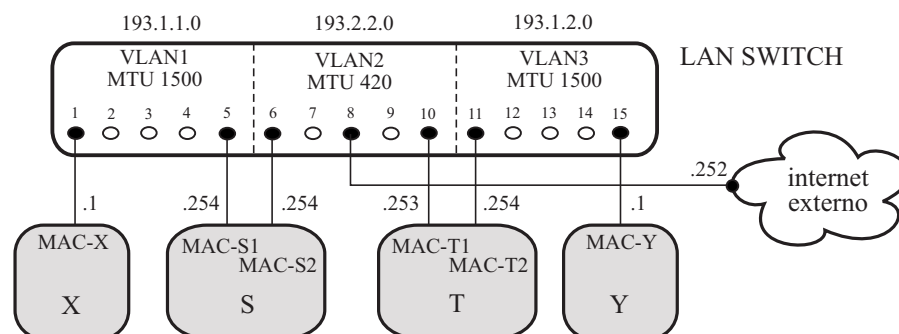 193.1.1.0 193.2.2.0 193.1.2.0
VLAN1 VLAN2 VLAN3
MTU 1500 MTU 420 MTU 1500
LAN SWITCH
1 2 3 4 5 6 7 8 9 10 11 12 13 14 15
.252
internet
externo
.1 .254 .254 .253 .254 .1
MAC-X MAC-S1 MAC-T1 MAC-Y
MAC-S2 MAC-T2
X S T Y